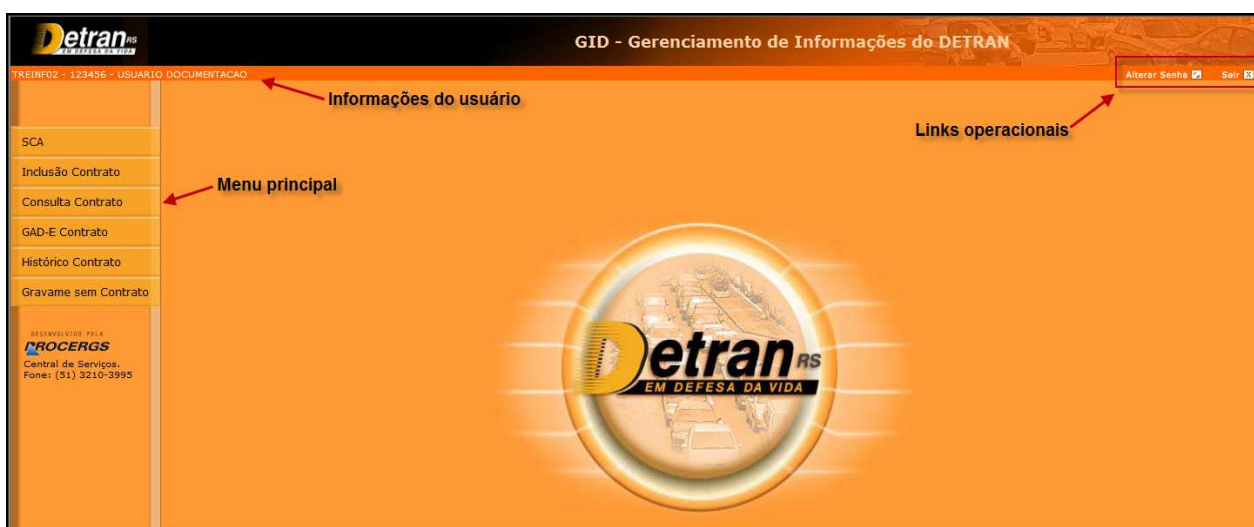 Detran RS
EM DEFESA DA VIDA
GID - Gerenciamento de Informações do DETRAN
TREINF02 - 123456 - USUARIO DOCUMENTACAO
Alterar Senha
Sair
Informações do usuário
Links operacionais
SCA
Inclusão Contrato
Menu principal
Consulta Contrato
GAD-E Contrato
Histórico Contrato
Gravame sem Contrato
DESENVOLVIDO PELA
PROCERGS
Central de Serviços.
Fone: (51) 3210-3995
Detran RS
EM DEFESA DA VIDA